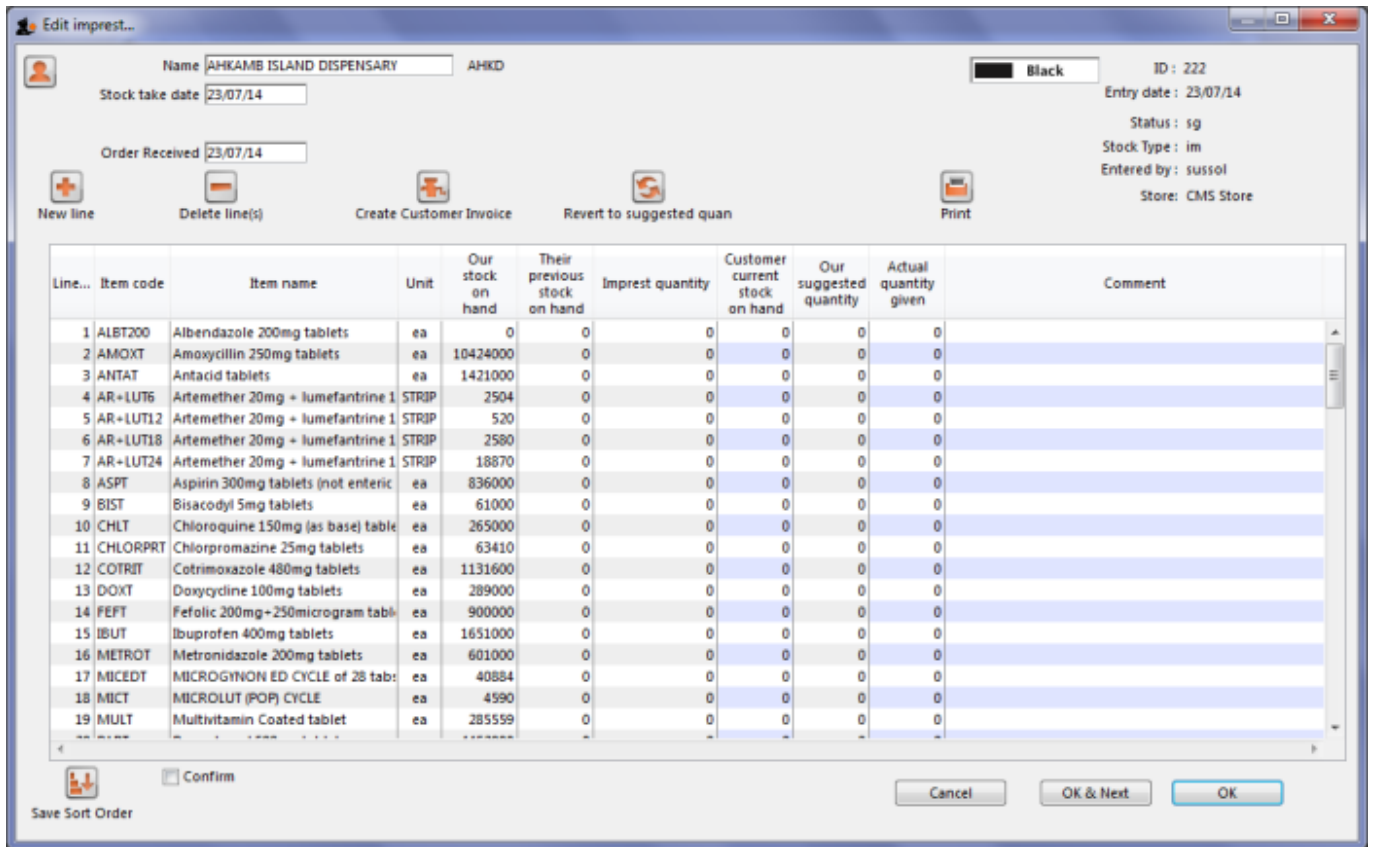 Edit imprest...
Name AHKAMB ISLAND DISPENSARY AHKD
Black
ID : 222
Stock take date 23/07/14
Entry date : 23/07/14
Status : sg
Order Received 23/07/14
Stock Type : im
Entered by : sussol
Store: CMS Store
New line Delete line(s) Create Customer Invoice Revert to suggested quan Print
Line... Item code Item name Unit Our stock on hand Their previous stock on hand Imprest quantity Customer current stock on hand Our suggested quantity Actual quantity given Comment
1 ALBT200 Albendazole 200mg tablets ea 0 0 0 0 0 0
2 AMOXT Amoxycillin 250mg tablets ea 10424000 0 0 0 0 0
3 ANTAT Antacid tablets ea 1421000 0 0 0 0 0
4 AR+LUT6 Artemether 20mg + lumefantrine 1 STRIP 2504 0 0 0 0 0
5 AR+LUT12 Artemether 20mg + lumefantrine 1 STRIP 520 0 0 0 0 0
6 AR+LUT18 Artemether 20mg + lumefantrine 1 STRIP 2580 0 0 0 0 0
7 AR+LUT24 Artemether 20mg + lumefantrine 1 STRIP 18870 0 0 0 0 0
8 ASPT Aspirin 300mg tablets (not enteric ea 836000 0 0 0 0 0
9 BIST Bisacodyl 5mg tablets ea 61000 0 0 0 0 0
10 CHLT Chloroquine 150mg (as base) table ea 265000 0 0 0 0 0
11 CHLORPRT Chlorpromazine 25mg tablets ea 63410 0 0 0 0 0
12 COTRIT Cotrimoxazole 480mg tablets ea 1131600 0 0 0 0 0
13 DOXT Doxycycline 100mg tablets ea 289000 0 0 0 0 0
14 FEFT Fefolic 200mg+250microgram tabl ea 900000 0 0 0 0 0
15 IBUT Ibuprofen 400mg tablets ea 1651000 0 0 0 0 0
16 METROT Metronidazole 200mg tablets ea 601000 0 0 0 0 0
17 MICEDT MICROGYNON ED CYCLE of 28 tabs ea 40884 0 0 0 0 0
18 MICT MICROLUT (POP) CYCLE ea 4590 0 0 0 0 0
19 MULT Multivitamin Coated tablet ea 285559 0 0 0 0 0
Confirm
Cancel OK & Next OK
Save Sort Order